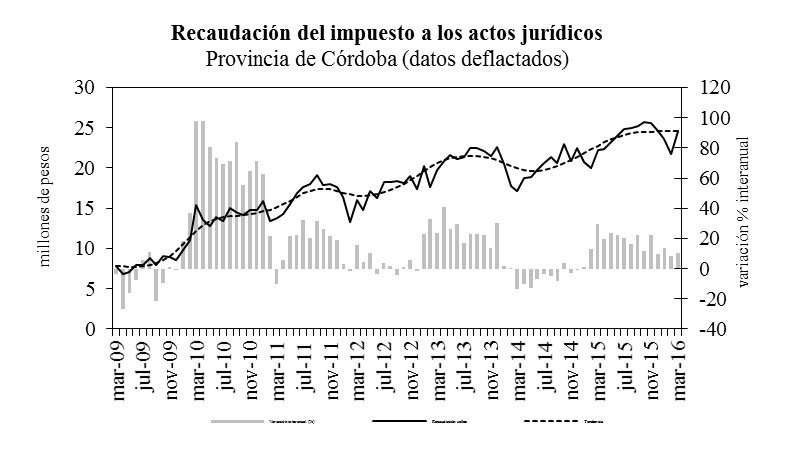 Recaudación del impuesto a los actos jurídicos
Provincia de Córdoba (datos deflactados)
millones de pesos
30
25
20
15
10
5
0
120
100
80
60
40
20
0
-20
-40
variación % interanual
mar-09
jul-09
nov-09
mar-10
jul-10
nov-10
mar-11
jul-11
nov-11
mar-12
jul-12
nov-12
mar-13
jul-13
nov-13
mar-14
jul-14
nov-14
mar-15
jul-15
nov-15
mar-16
Variación interanual (%)
Tendencia